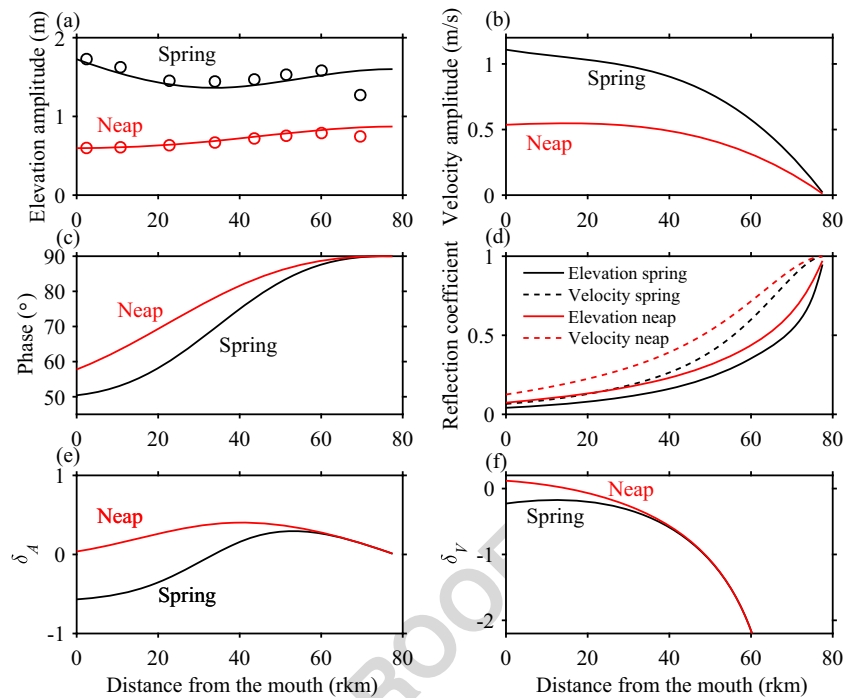 (a)
Elevation amplitude (m)
2
1
0
0 20 40 60 80
Spring
Neap
(b)
Velocity amplitude (m/s)
1
0.5
0
0 20 40 60 80
Spring
Neap
(c)
Phase (°)
90
80
70
60
50
0 20 40 60 80
Neap
Spring
(d)
Reflection coefficient
1
0.5
0
0 20 40 60 80
Elevation spring
Velocity spring
Elevation neap
Velocity neap
(e)
δA
1
0
-1
0 20 40 60 80
Neap
Spring
Distance from the mouth (rkm)
(f)
δV
0
-1
-2
0 20 40 60 80
Neap
Spring
Distance from the mouth (rkm)